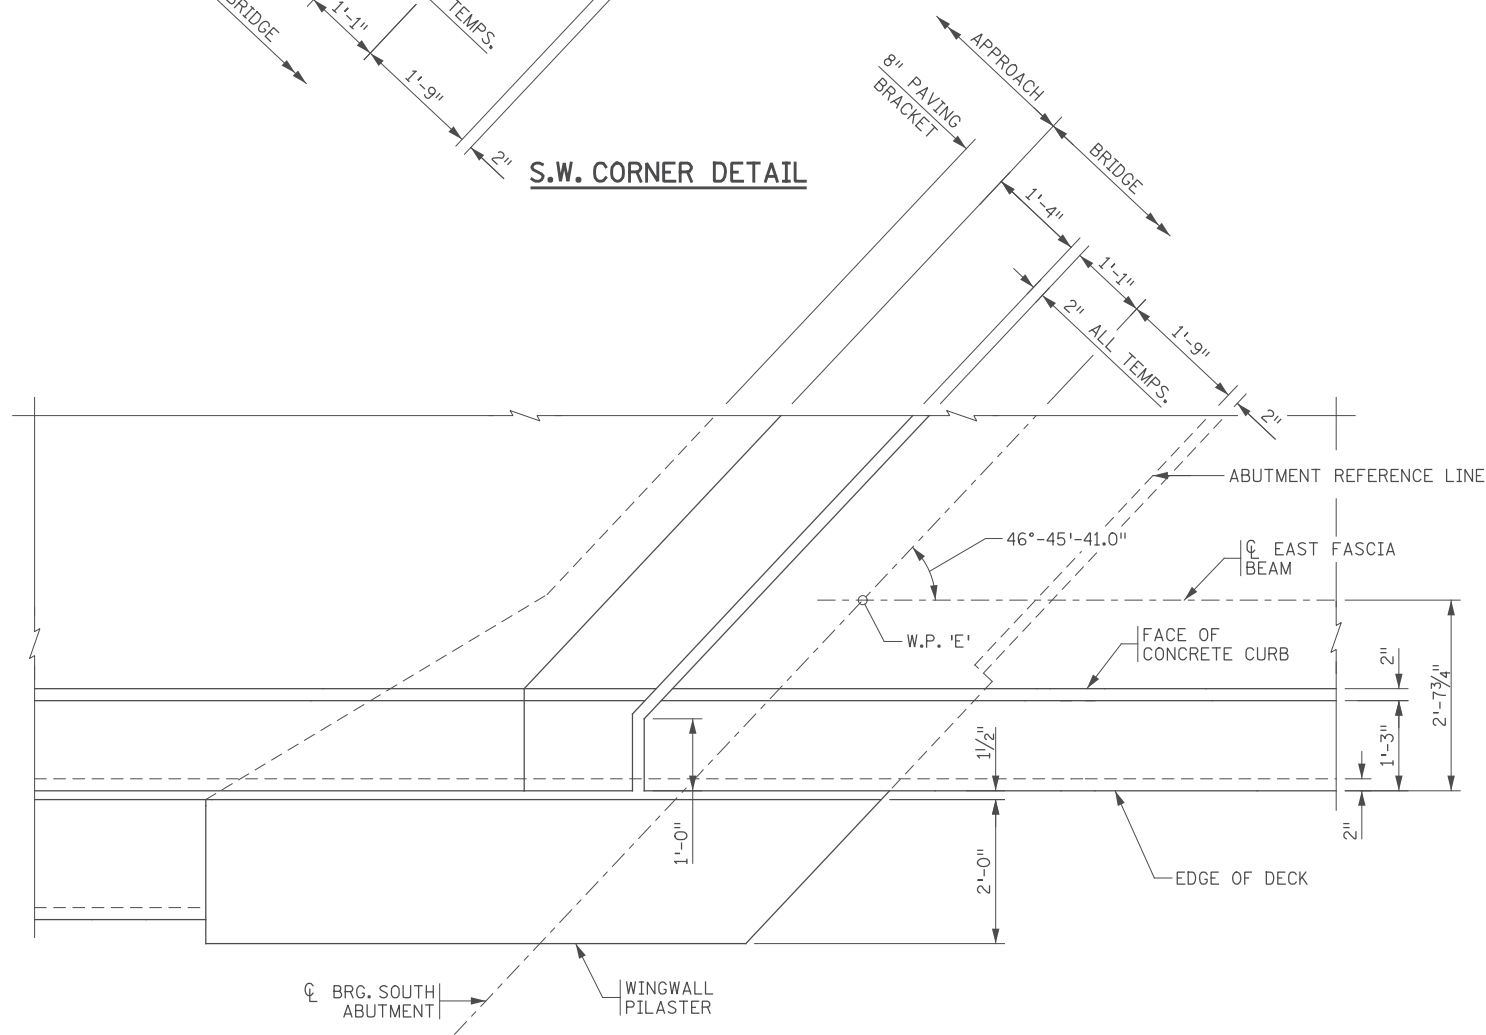 BRIDGE
1'-1"
TEMPS.
1'-9"
2"
S.W. CORNER DETAIL
APPROACH
8" PAVING
BRACKET
BRIDGE
1'-4"
1'-1"
2" ALL TEMPS.
1'-9"
2"
ABUTMENT REFERENCE LINE
46°-45'-41.0"
℄ EAST FASCIA
BEAM
W.P. 'E'
FACE OF
CONCRETE CURB
2"
2'-7¾"
1½"
1'-3"
1'-0"
2"
2'-0"
EDGE OF DECK
℄ BRG. SOUTH
ABUTMENT
WINGWALL
PILASTER